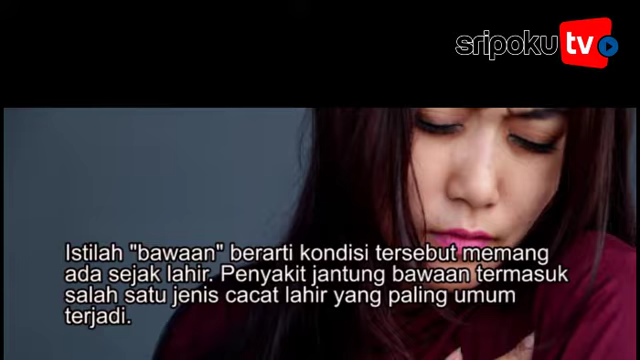 sripoku tv
Istilah "bawaan" berarti kondisi tersebut memang
ada sejak lahir. Penyakit jantung bawaan termasuk
salah satu jenis cacat lahir yang paling umum
terjadi.